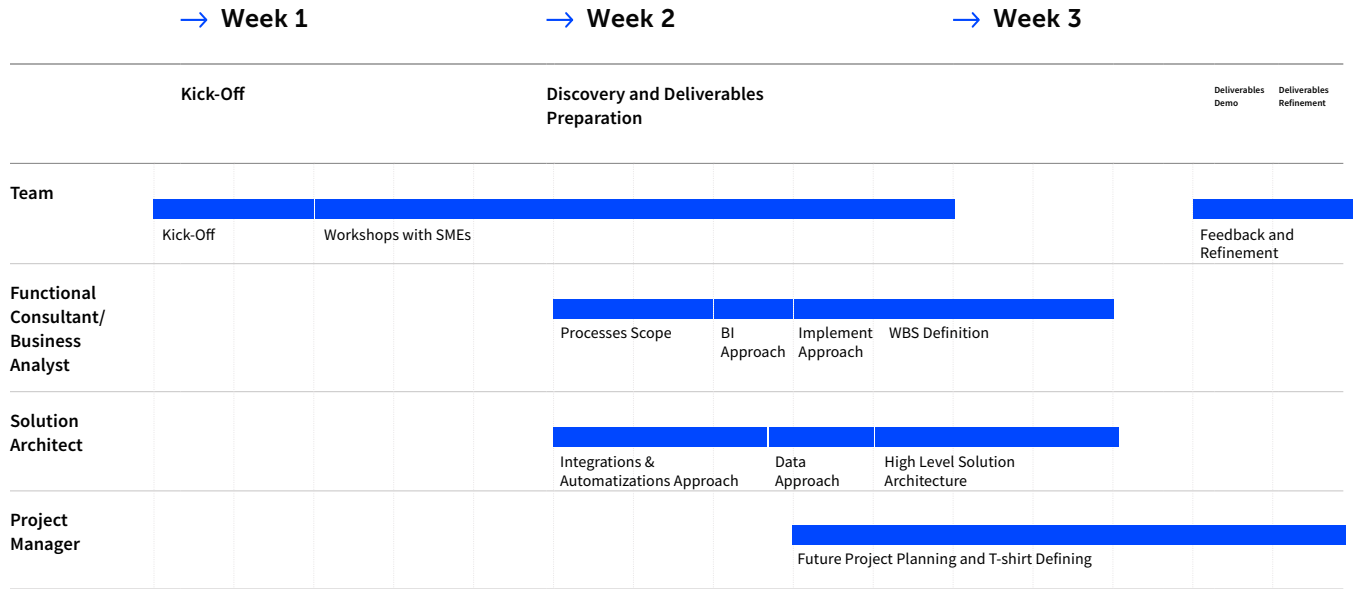 → Week 1
→ Week 2
→ Week 3
Kick-Off
Discovery and Deliverables
Preparation
Deliverables
Demo
Deliverables
Refinement
Team
Kick-Off
Workshops with SMEs
Feedback and
Refinement
Functional
Consultant/
Business
Analyst
Processes Scope
BI
Approach
Implement
Approach
WBS Definition
Solution
Architect
Integrations &
Automatizations Approach
Data
Approach
High Level Solution
Architecture
Project
Manager
Future Project Planning and T-shirt Defining